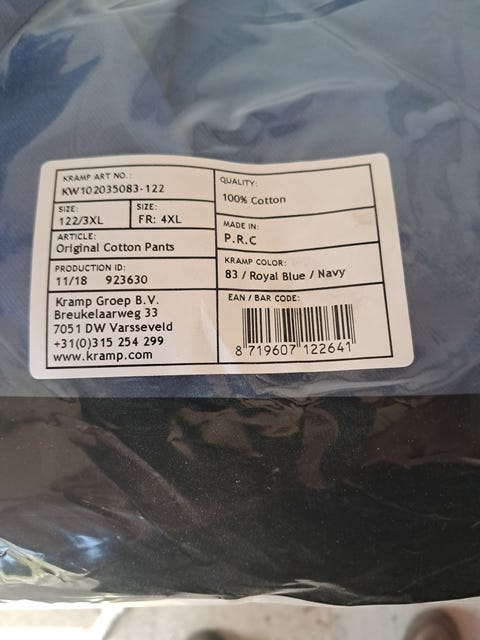 KRAMP ART NO.:
KW102035083-122
SIZE:
122/3XL
SIZE:
FR: 4XL
ARTICLE:
Original Cotton Pants
PRODUCTION ID:
11/18 923630
Kramp Groep B.V.
Breukelaarweg 33
7051 DW Varsseveld
+31(0)315 254 299
www.kramp.com
QUALITY:
100% Cotton
MADE IN:
P.R.C
KRAMP COLOR:
83 / Royal Blue / Navy
EAN / BAR CODE:
8 719607 122641